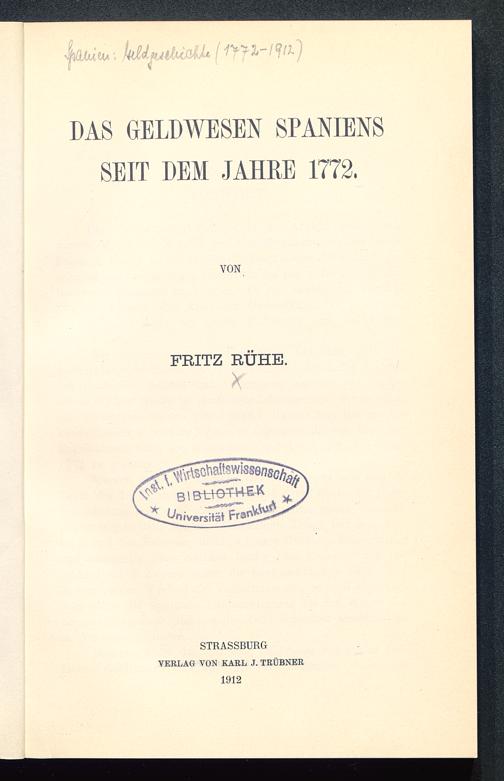 Spanien: Geldgeschichte (1772-1912)
DAS GELDWESEN SPANIENS
SEIT DEM JAHRE 1772.
VON
FRITZ RÜHE.
Inst. f. Wirtschaftswissenschaft
BIBLIOTHEK
* Universität Frankfurt *
STRASSBURG
VERLAG VON KARL J. TRÜBNER
1912